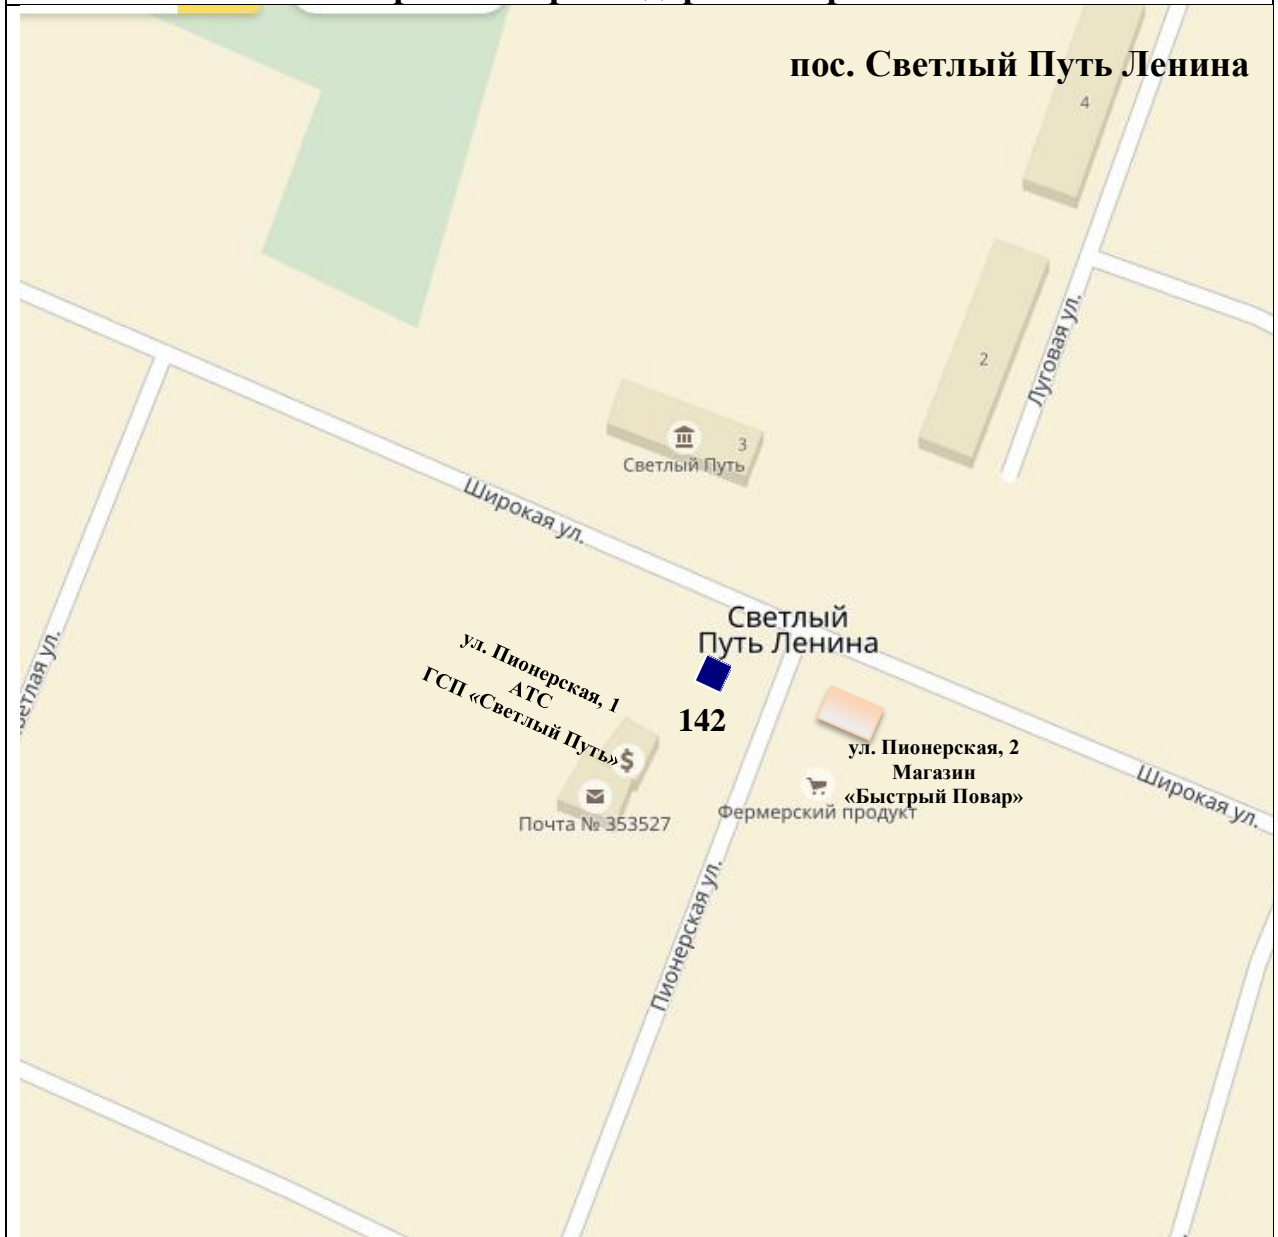 пос. Светлый Путь Ленина
4
2
Луговая ул.
3
Светлый Путь
Широкая ул.
Светлый
Путь Ленина
ул. Пионерская, 1
АТС
ГСП «Светлый Путь»
142
ул. Пионерская, 2
Магазин
«Быстрый Повар»
Фермерский продукт
Почта № 353527
Широкая ул.
Пионерская ул.